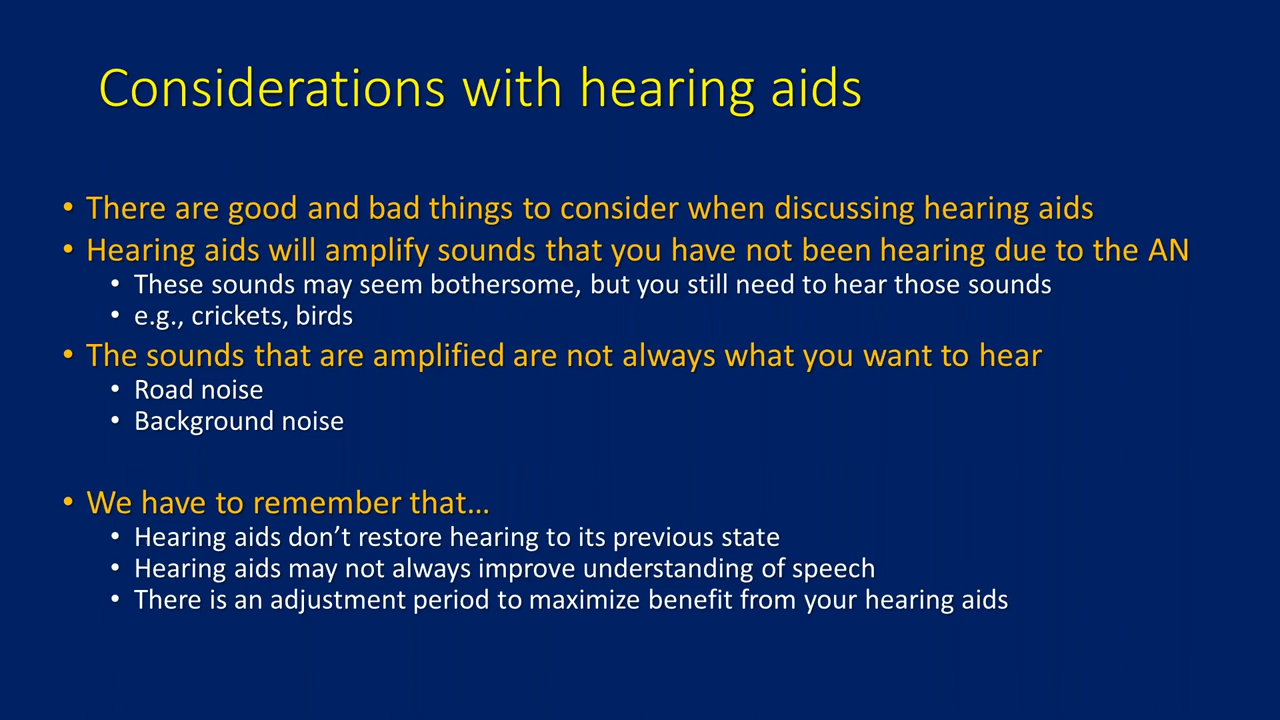 Considerations with hearing aids
• There are good and bad things to consider when discussing hearing aids
• Hearing aids will amplify sounds that you have not been hearing due to the AN
• These sounds may seem bothersome, but you still need to hear those sounds
• e.g., crickets, birds
• The sounds that are amplified are not always what you want to hear
• Road noise
• Background noise
• We have to remember that…
• Hearing aids don’t restore hearing to its previous state
• Hearing aids may not always improve understanding of speech
• There is an adjustment period to maximize benefit from your hearing aids